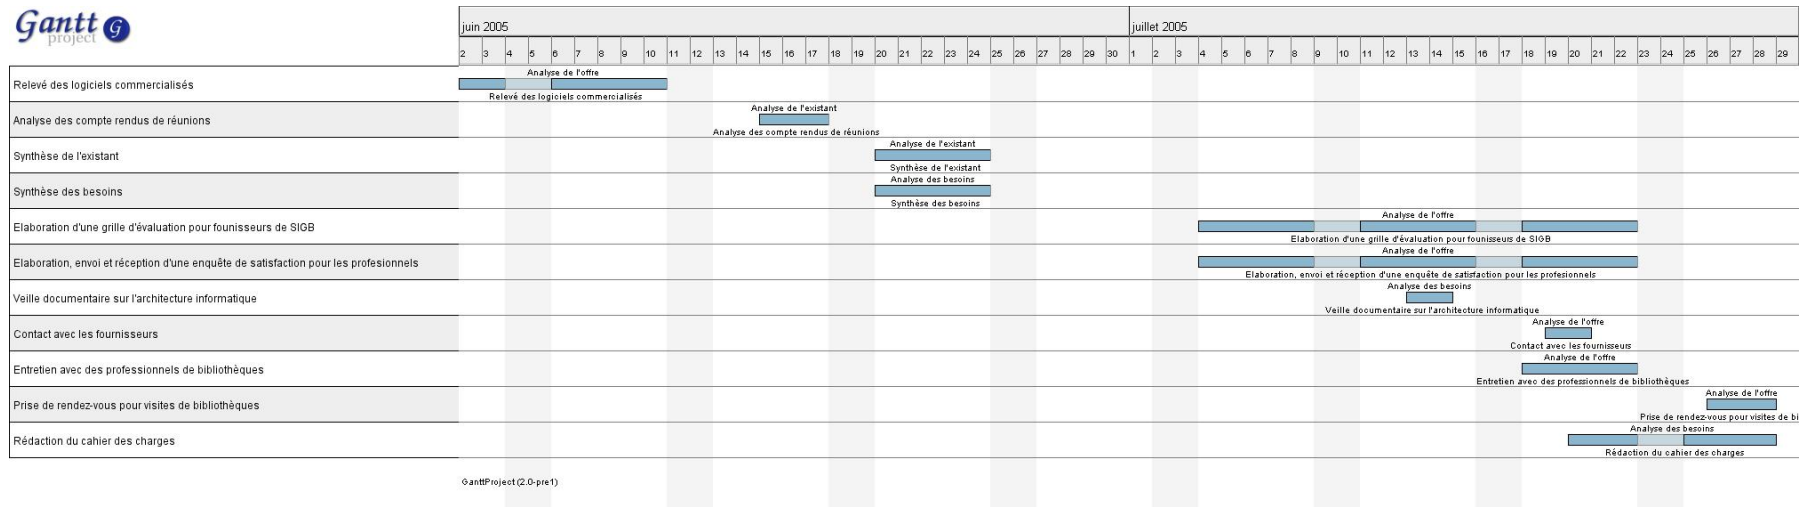 Gantt G
project
juin 2005 juillet 2005
2 3 4 5 6 7 8 9 10 11 12 13 14 15 16 17 18 19 20 21 22 23 24 25 26 27 28 29 30 1 2 3 4 5 6 7 8 9 10 11 12 13 14 15 16 17 18 19 20 21 22 23 24 25 26 27 28 29
Analyse de l'offre
Relevé des logiciels commercialisés
Relevé des logiciels commercialisés
Analyse de l'existant
Analyse des compte rendus de réunions
Analyse des compte rendus de réunions
Analyse de l'existant
Synthèse de l'existant
Synthèse de l'existant
Analyse des besoins
Synthèse des besoins
Synthèse des besoins
Analyse de l'offre
Elaboration d'une grille d'évaluation pour founisseurs de SIGB
Elaboration d'une grille d'évaluation pour founisseurs de SIGB
Analyse de l'offre
Elaboration, envoi et réception d'une enquête de satisfaction pour les profesionnels
Elaboration, envoi et réception d'une enquête de satisfaction pour les profesionnels
Analyse des besoins
Veille documentaire sur l'architecture informatique
Veille documentaire sur l'architecture informatique
Analyse de l'offre
Contact avec les fournisseurs
Contact avec les fournisseurs
Analyse de l'offre
Entretien avec des professionnels de bibliothèques
Entretien avec des professionnels de bibliothèques
Analyse de l'offre
Prise de rendez-vous pour visites de bibliothèques
Prise de rendez-vous pour visites de bi
Analyse des besoins
Rédaction du cahier des charges
Rédaction du cahier des charges
GanttProject (2.0-pre1)